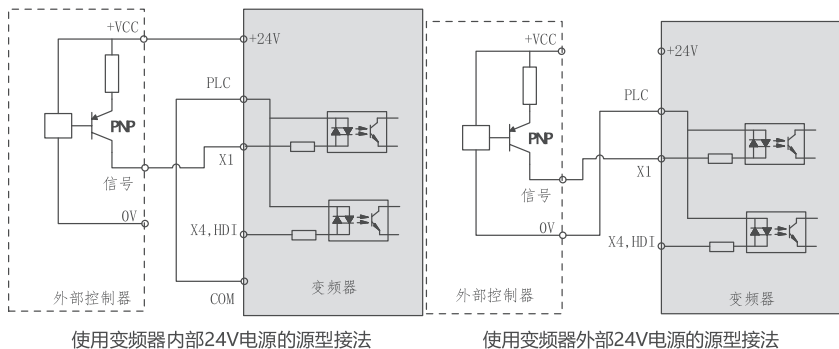 +VCC
+24V
PLC
PNP
X1
信号
0V
X4,HDI
COM
外部控制器
变频器
使用变频器内部24V电源的源型接法
+VCC
+24V
PLC
PNP
X1
信号
0V
X4,HDI
外部控制器
变频器
使用变频器外部24V电源的源型接法